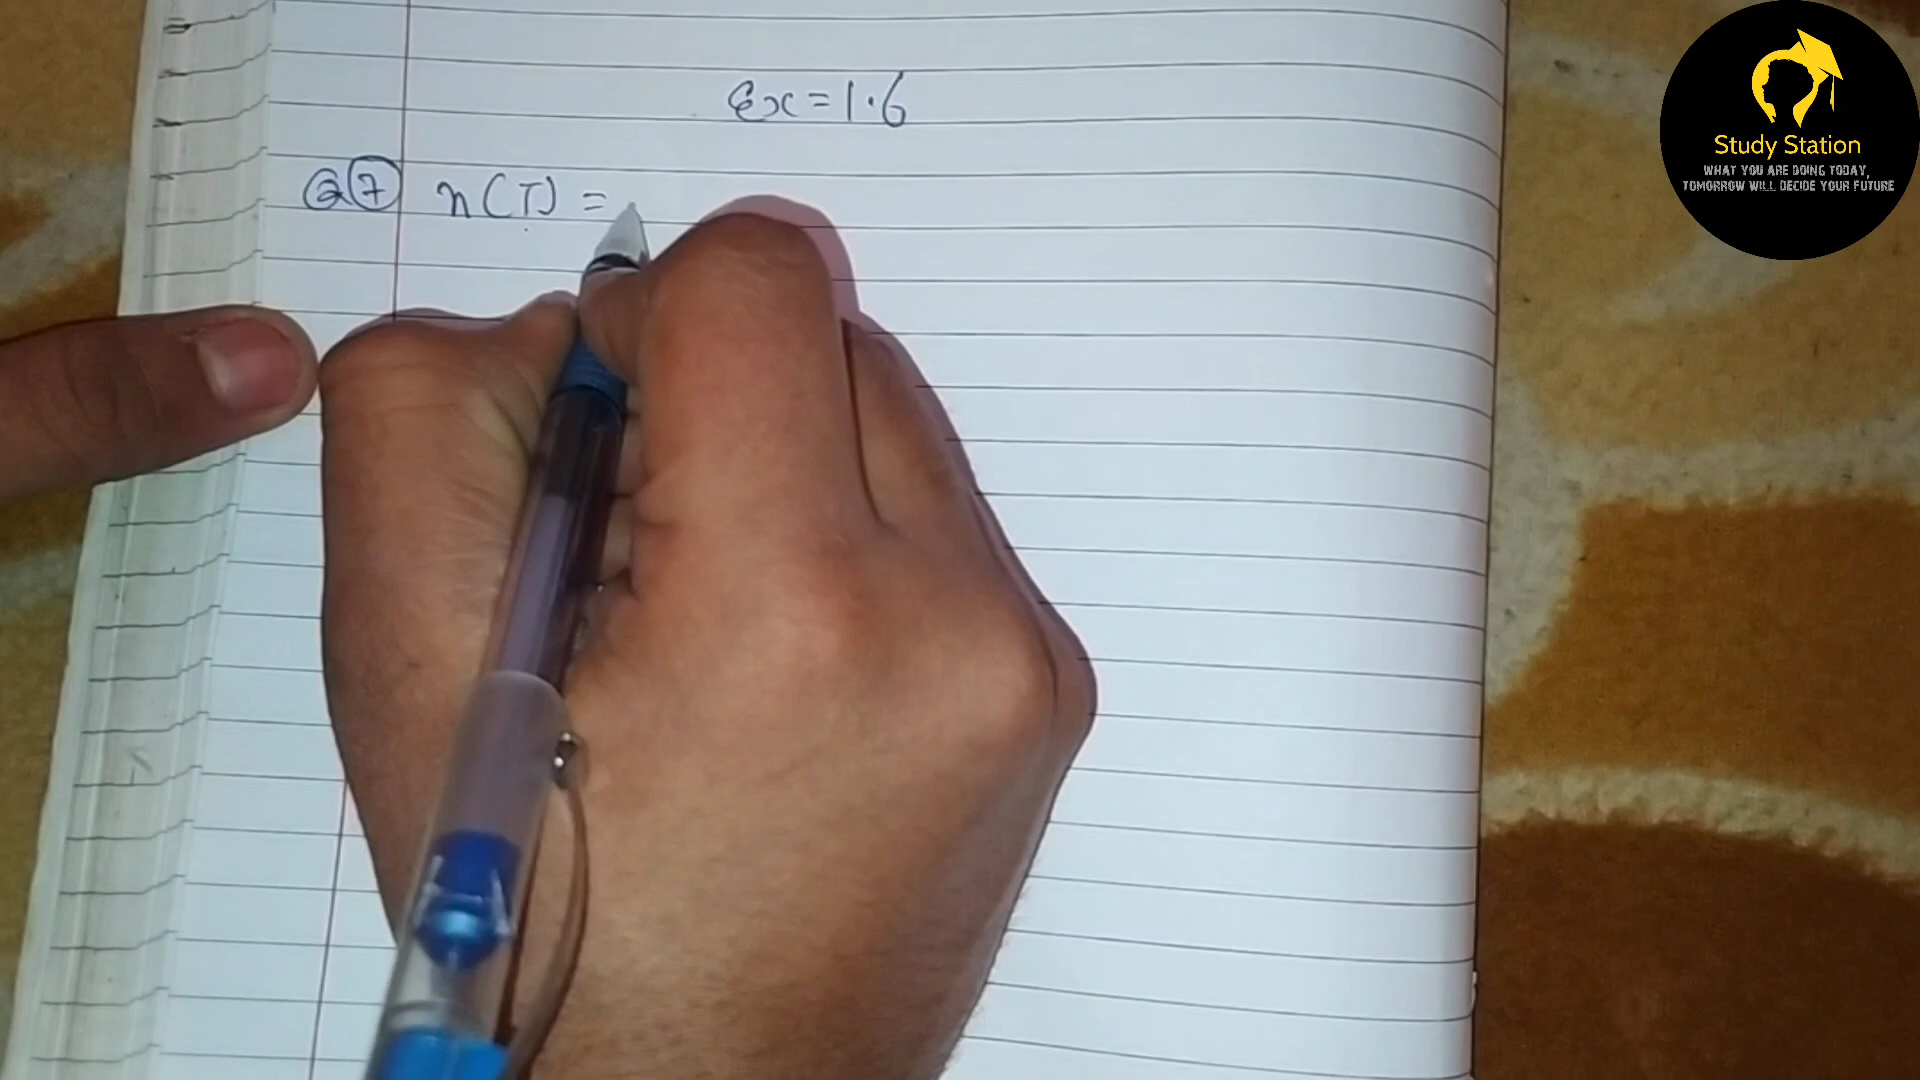 Ex = 1.6
Q7 n(T) =
Study Station
WHAT YOU ARE DOING TODAY,
TOMORROW WILL DECIDE YOUR FUTURE